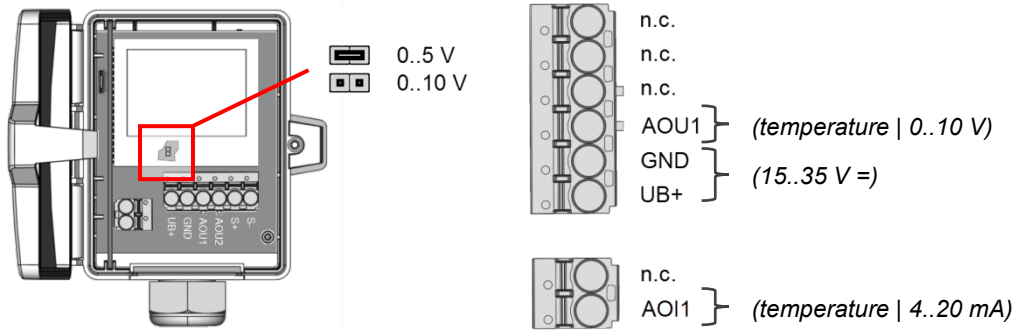 0..5 V
0..10 V
UB+
GND
AOU1
AOU2
S+
S-
n.c.
n.c.
n.c.
AOU1 (temperature | 0..10 V)
GND
(15..35 V =)
UB+
n.c.
AOI1 (temperature | 4..20 mA)